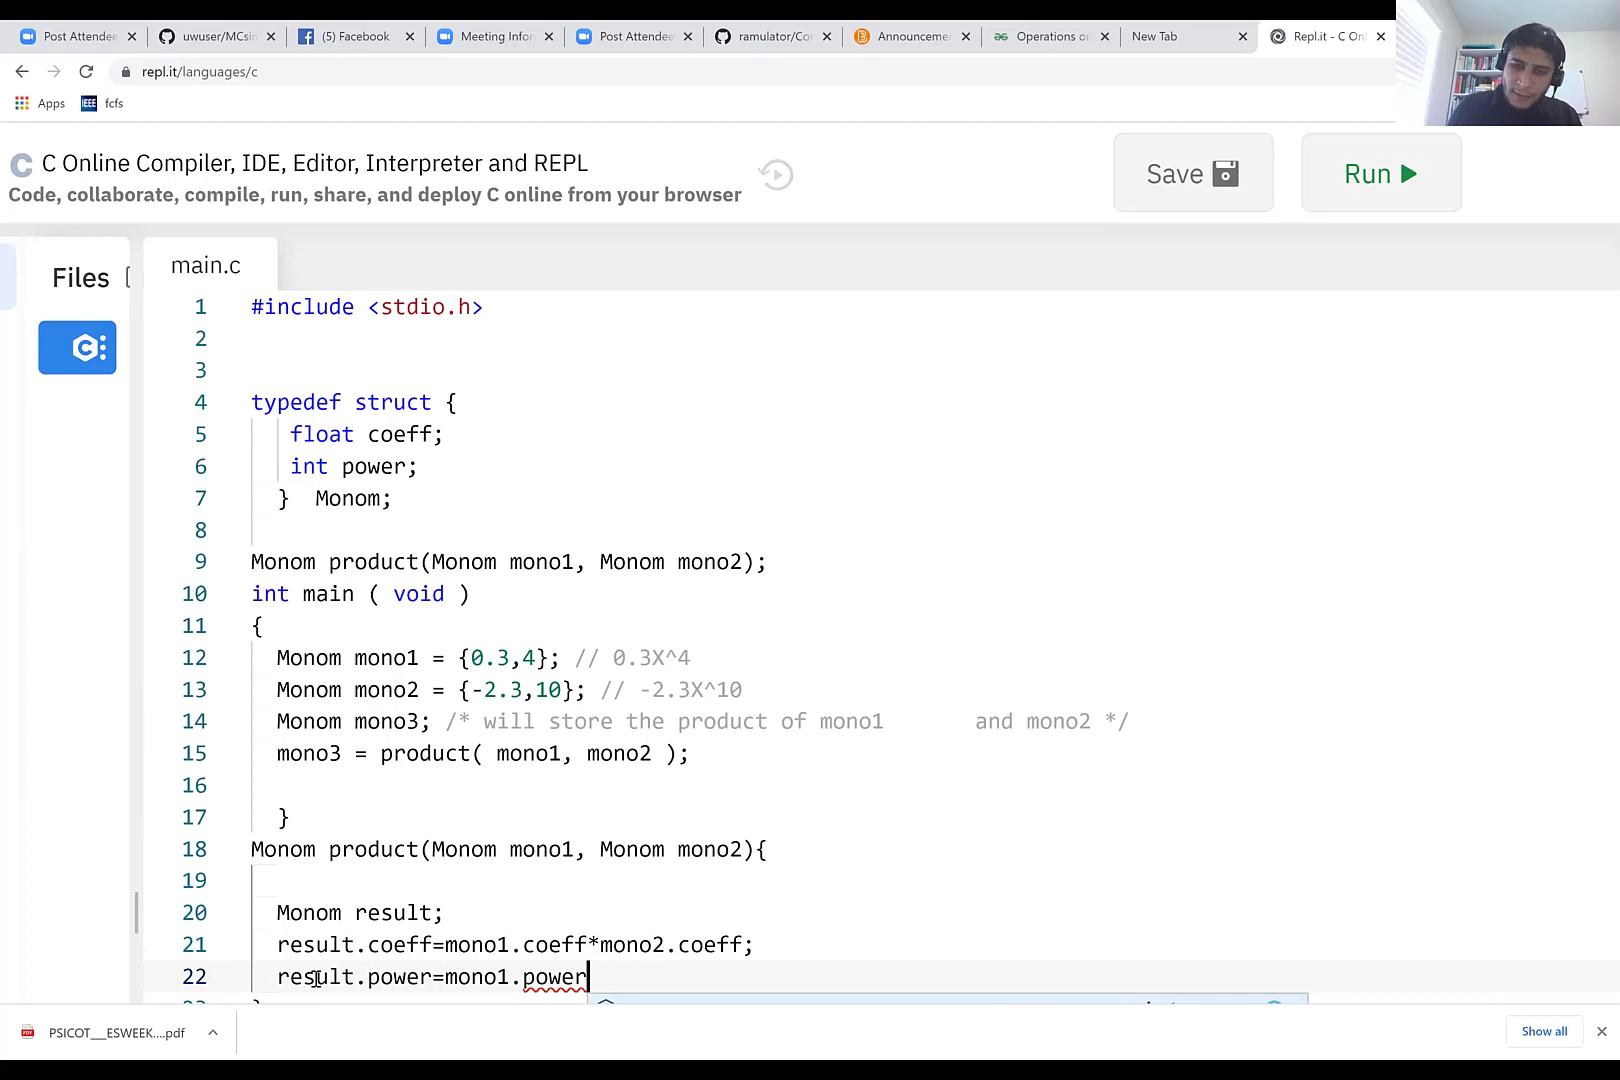 Post Attendee
uwuser/MCsin
(5) Facebook
Meeting Infor
Post Attendee
ramulator/Co
Announceme
Operations o
New Tab
Repl.it - C Onl
repl.it/languages/c
Apps
IEEE fcfs
C Online Compiler, IDE, Editor, Interpreter and REPL
Code, collaborate, compile, run, share, and deploy C online from your browser
Save
Run
Files
main.c
1 #include <stdio.h>
2
3
4 typedef struct {
5 float coeff;
6 int power;
7 } Monom;
8
9 Monom product(Monom mono1, Monom mono2);
10 int main ( void )
11 {
12 Monom mono1 = {0.3,4}; // 0.3X^4
13 Monom mono2 = {-2.3,10}; // -2.3X^10
14 Monom mono3; /* will store the product of mono1 and mono2 */
15 mono3 = product( mono1, mono2 );
16
17 }
18 Monom product(Monom mono1, Monom mono2){
19
20 Monom result;
21 result.coeff=mono1.coeff*mono2.coeff;
22 result.power=mono1.power
PSICOT__ESWEEK....pdf
Show all